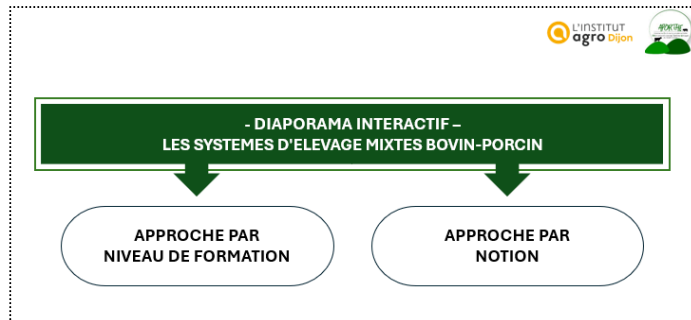 L'INSTITUT
agro Dijon
- DIAPORAMA INTERACTIF –
LES SYSTEMES D'ELEVAGE MIXTES BOVIN-PORCIN
APPROCHE PAR
NIVEAU DE FORMATION
APPROCHE PAR
NOTION